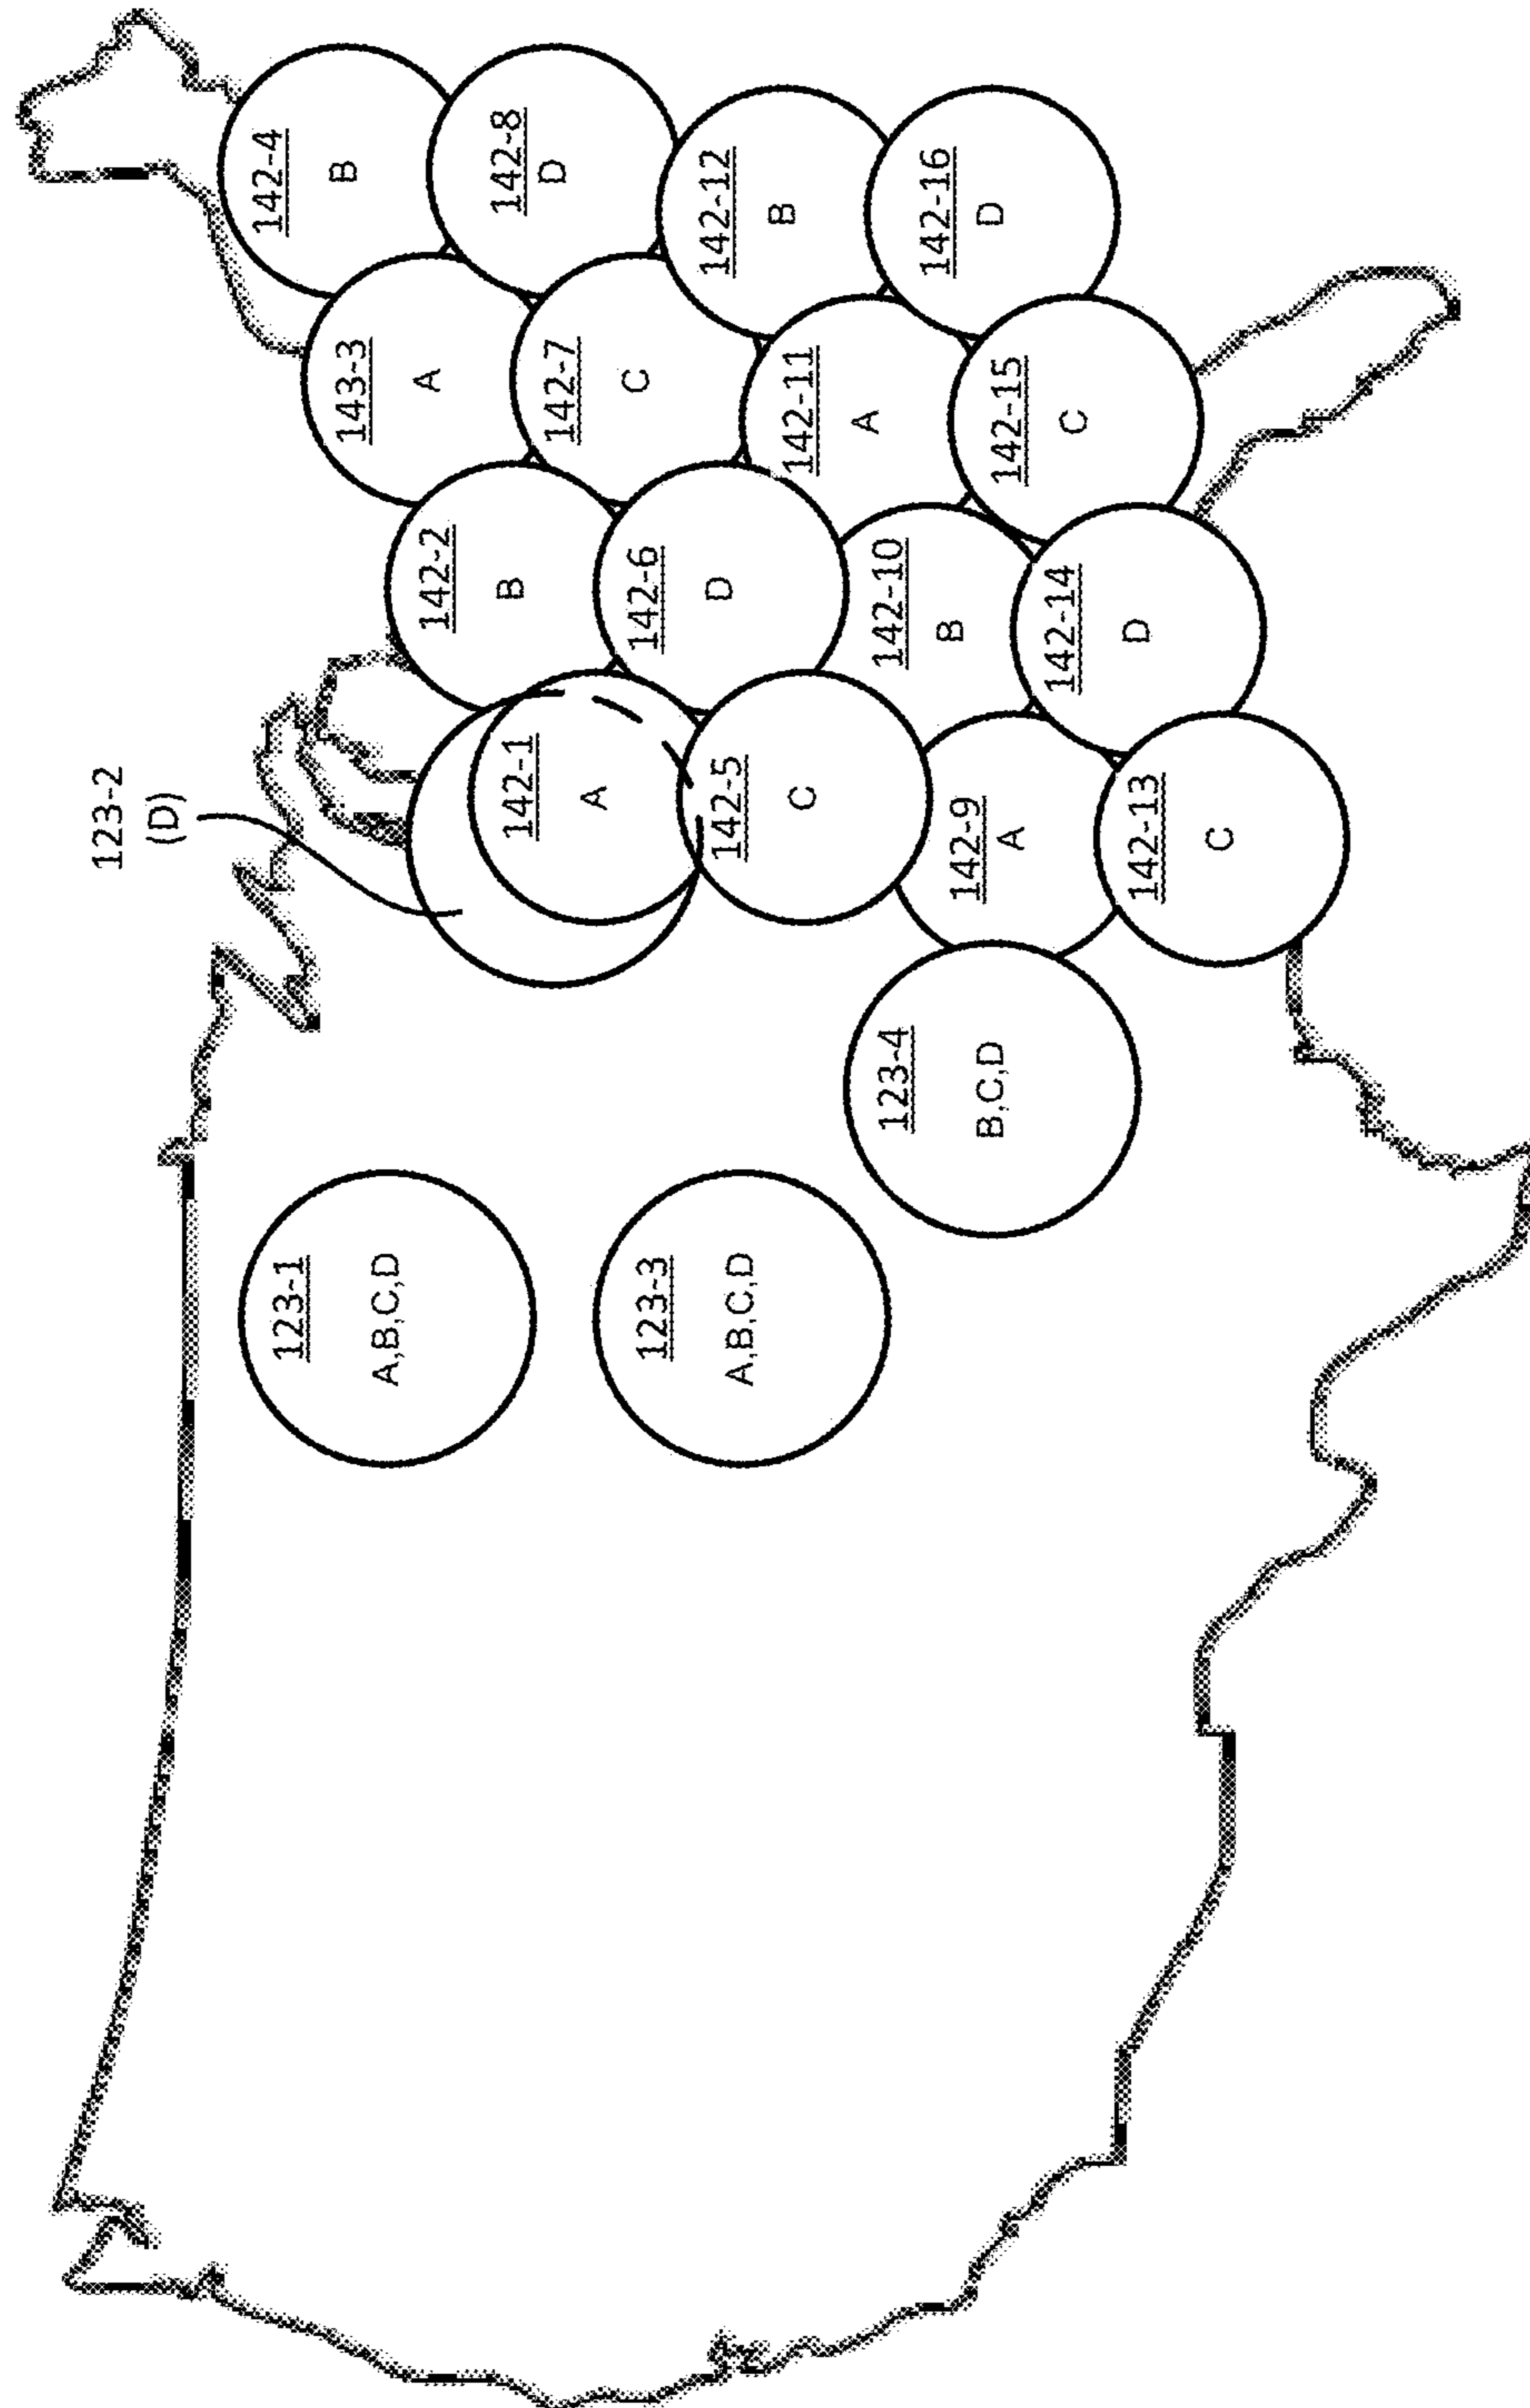 123-2
(D)
142-4
B
123-1
A,B,C,D
143-3
A
142-2
B
142-1
A
142-8
D
142-7
C
142-6
D
123-3
A,B,C,D
142-5
C
142-12
B
142-11
A
142-10
B
123-4
B,C,D
142-9
A
142-16
D
142-15
C
142-14
D
142-13
C